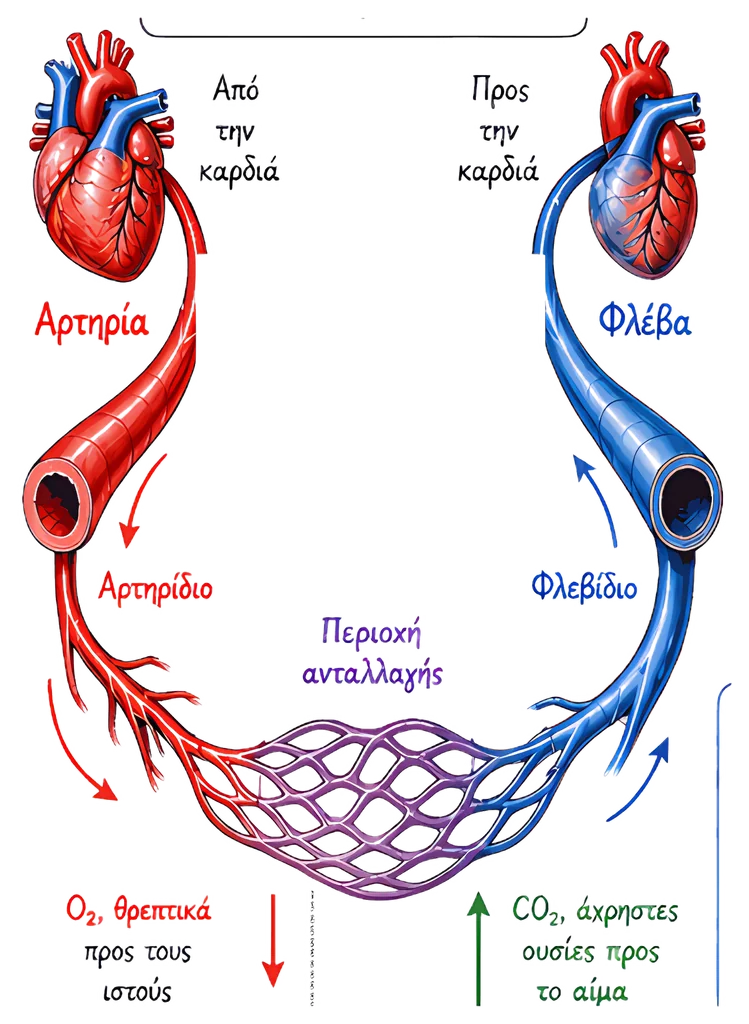 Από
την
καρδιά
Προς
την
καρδιά
Αρτηρία
Φλέβα
Αρτηρίδιο
Φλεβίδιο
Περιοχή
ανταλλαγής
O₂, θρεπτικά
προς τους
ιστούς
CO₂, άχρηστες
ουσίες προς
το αίμα